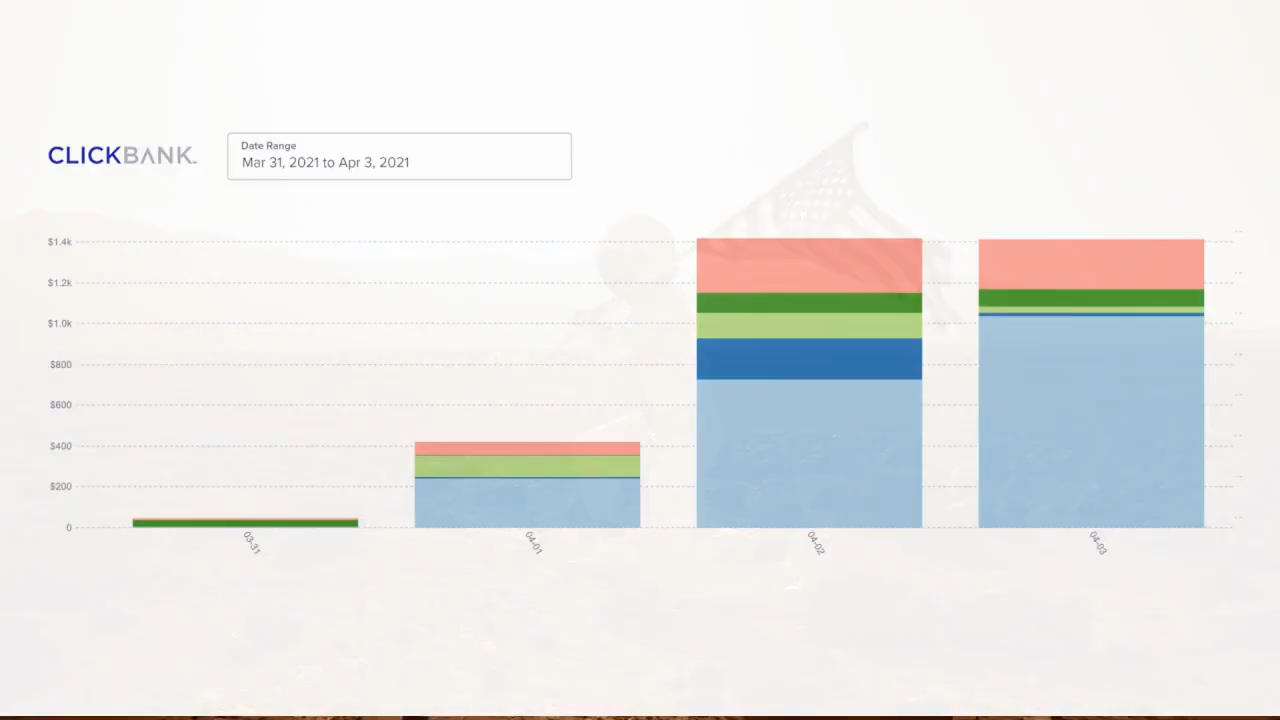 CLICKBANK.
Date Range
Mar 31, 2021 to Apr 3, 2021
$1.4k
$1.2k
$1.0k
$800
$600
$400
$200
0
03-31
04-01
04-02
04-03